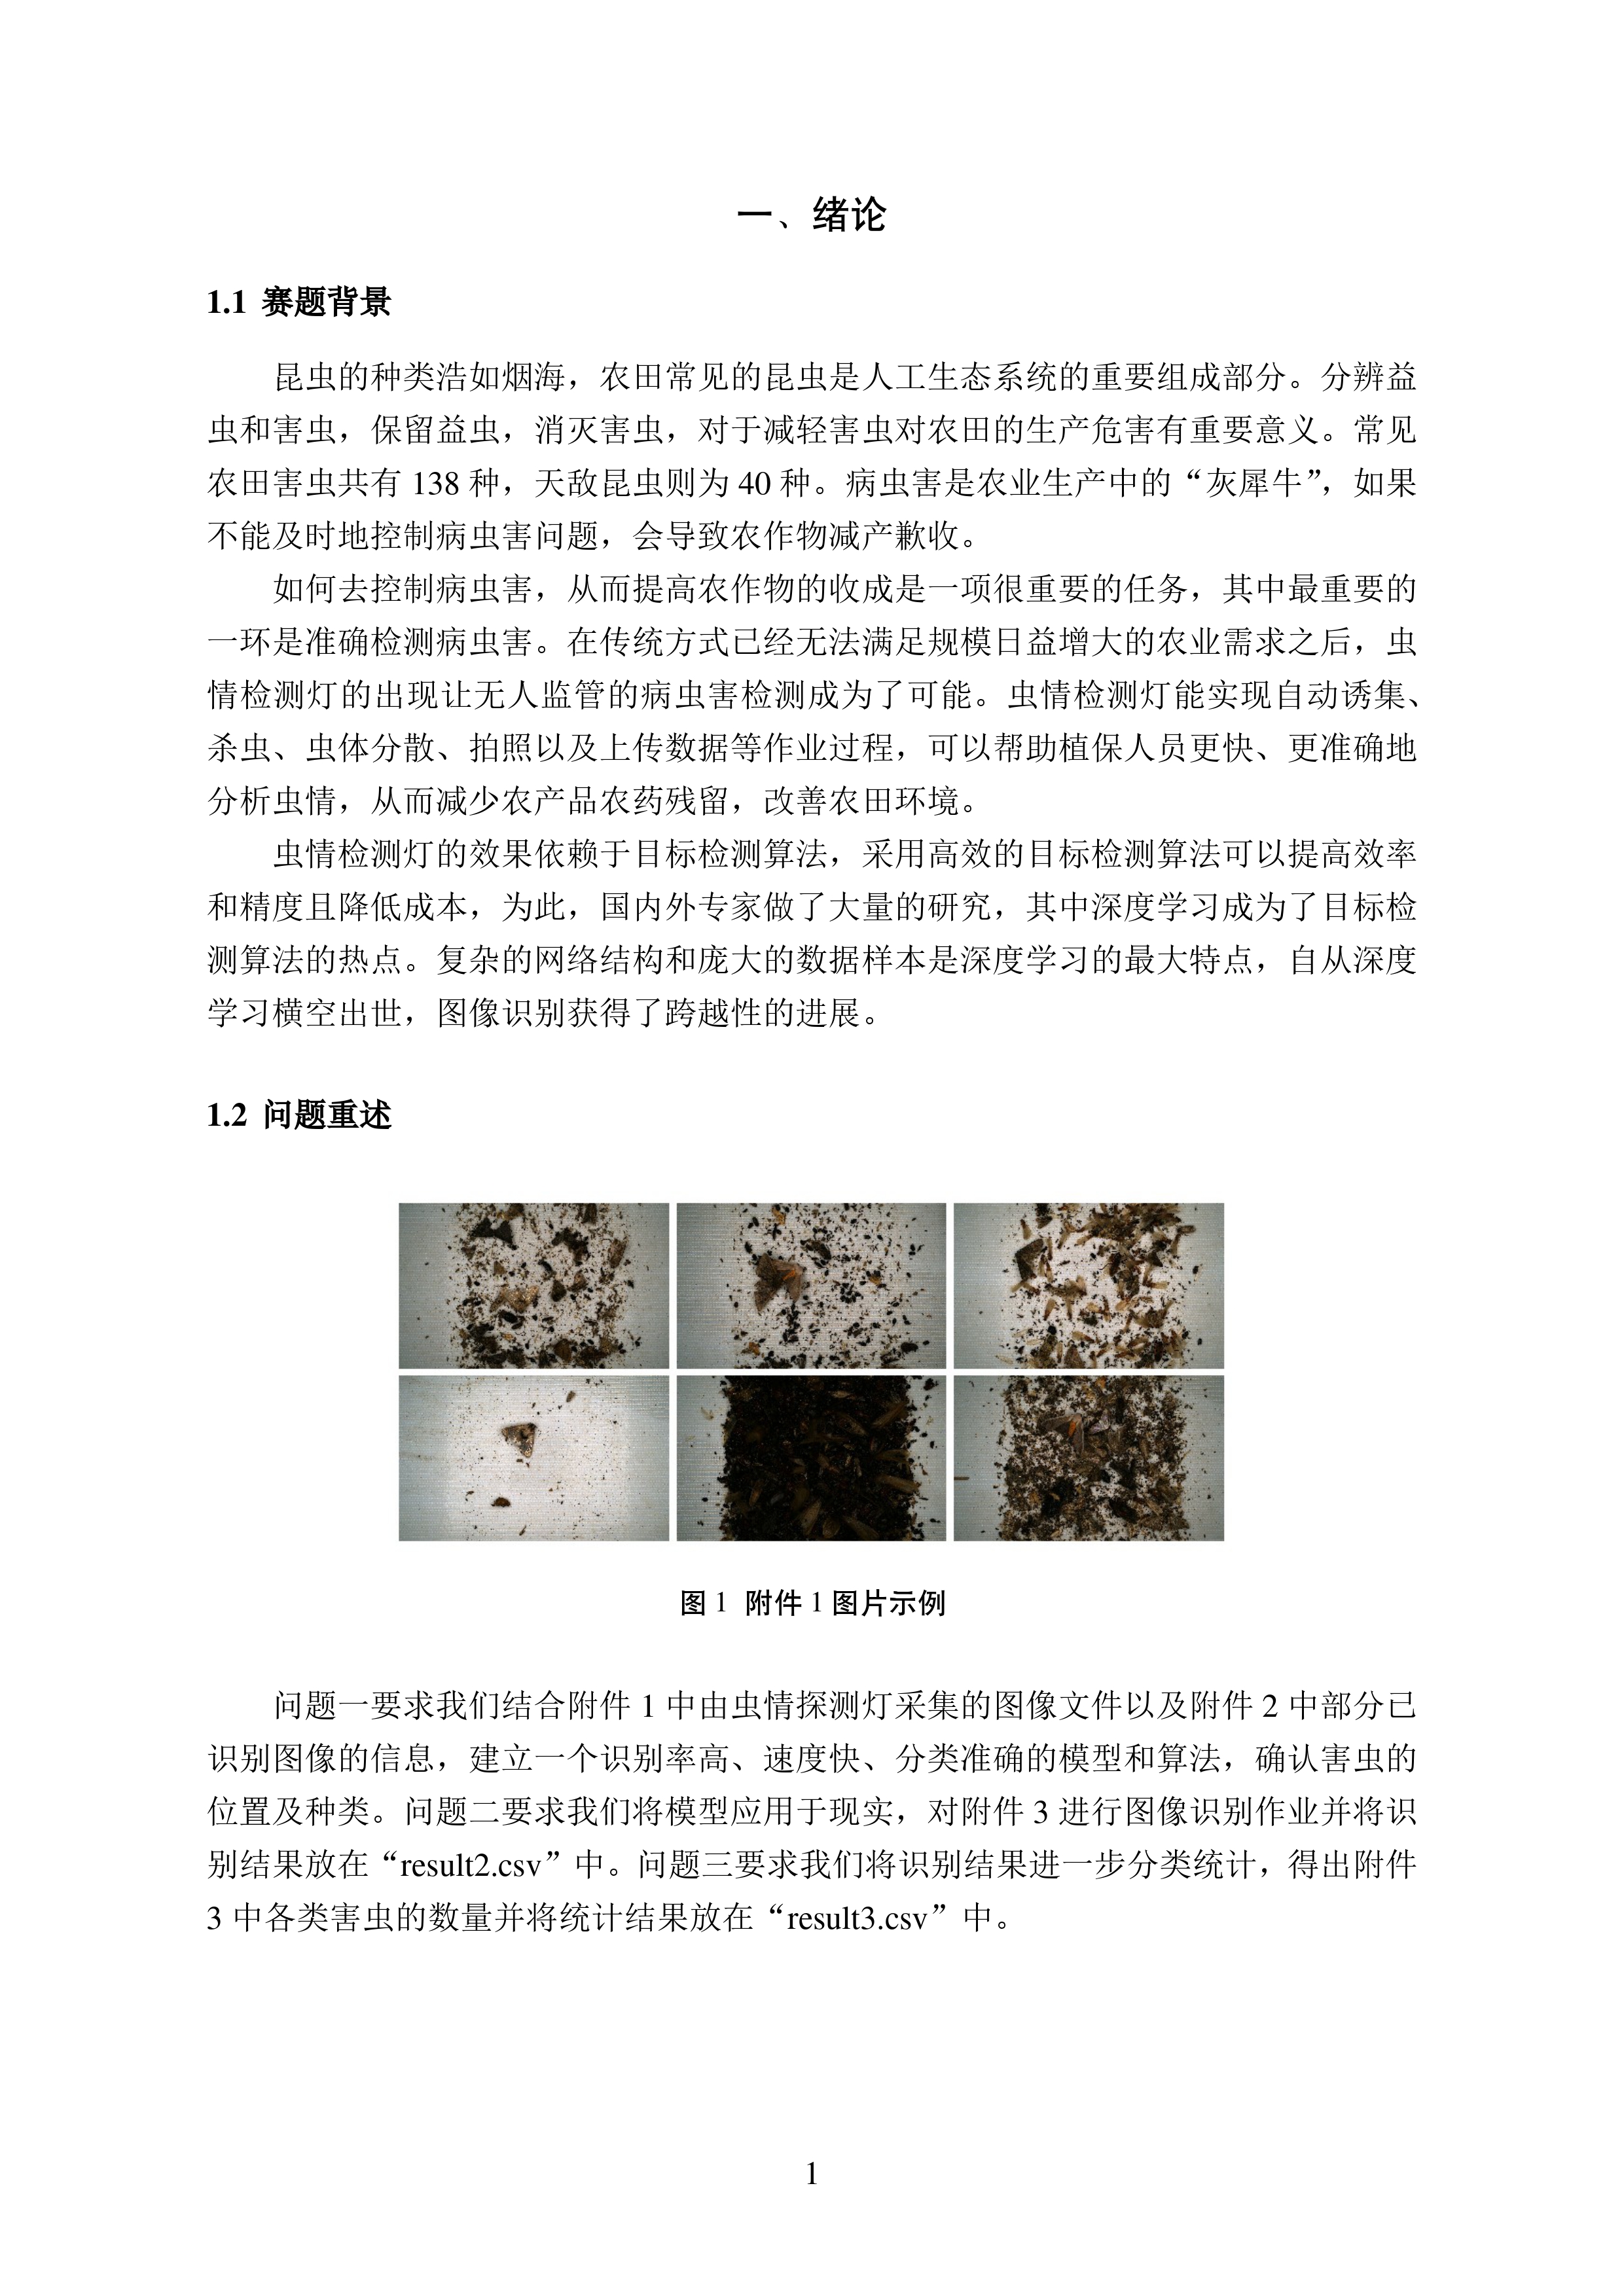 一、绪论
1.1 赛题背景
昆虫的种类浩如烟海，农田常见的昆虫是人工生态系统的重要组成部分。分辨益
虫和害虫，保留益虫，消灭害虫，对于减轻害虫对农田的生产危害有重要意义。常见
农田害虫共有 138 种，天敌昆虫则为 40 种。病虫害是农业生产中的“灰犀牛”，如果
不能及时地控制病虫害问题，会导致农作物减产歉收。
如何去控制病虫害，从而提高农作物的收成是一项很重要的任务，其中最重要的
一环是准确检测病虫害。在传统方式已经无法满足规模日益增大的农业需求之后，虫
情检测灯的出现让无人监管的病虫害检测成为了可能。虫情检测灯能实现自动诱集、
杀虫、虫体分散、拍照以及上传数据等作业过程，可以帮助植保人员更快、更准确地
分析虫情，从而减少农产品农药残留，改善农田环境。
虫情检测灯的效果依赖于目标检测算法，采用高效的目标检测算法可以提高效率
和精度且降低成本，为此，国内外专家做了大量的研究，其中深度学习成为了目标检
测算法的热点。复杂的网络结构和庞大的数据样本是深度学习的最大特点，自从深度
学习横空出世，图像识别获得了跨越性的进展。
1.2 问题重述
图 1 附件 1 图片示例
问题一要求我们结合附件 1 中由虫情探测灯采集的图像文件以及附件 2 中部分已
识别图像的信息，建立一个识别率高、速度快、分类准确的模型和算法，确认害虫的
位置及种类。问题二要求我们将模型应用于现实，对附件 3 进行图像识别作业并将识
别结果放在“result2.csv”中。问题三要求我们将识别结果进一步分类统计，得出附件
3 中各类害虫的数量并将统计结果放在“result3.csv”中。
1